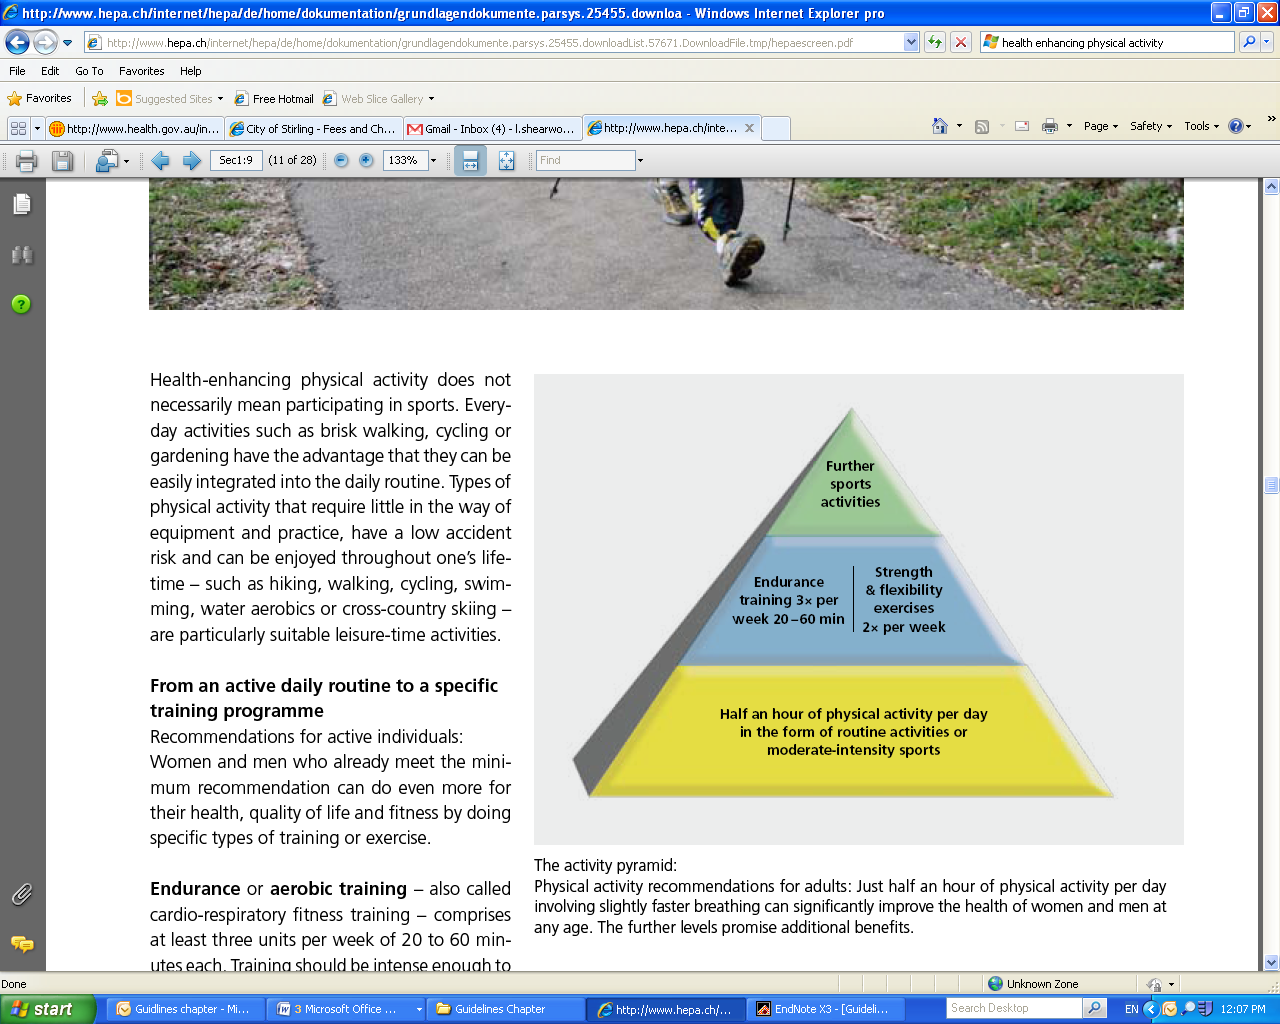 http://www.hepa.ch/internet/hepa/de/home/dokumentation/grundlagendokumente.parsys.25455.downloa - Windows Internet Explorer pro
http://www.hepa.ch/internet/hepa/de/home/dokumentation/grundlagendokumente.parsys.25455.downloadList.57671.DownloadFile.tmp/hepaescreen.pdf
health enhancing physical activity
File Edit Go To Favorites Help
Favorites Suggested Sites Free Hotmail Web Slice Gallery
http://www.health.gov.au/in... City of Stirling - Fees and Ch... Gmail - Inbox (4) - l.shearwo... http://www.hepa.ch/inte... Page Safety Tools
Sec1:9 (11 of 28) 133% Find
Health-enhancing physical activity does not
necessarily mean participating in sports. Every-
day activities such as brisk walking, cycling or
gardening have the advantage that they can be
easily integrated into the daily routine. Types of
physical activity that require little in the way of
equipment and practice, have a low accident
risk and can be enjoyed throughout one's life-
time – such as hiking, walking, cycling, swim-
ming, water aerobics or cross-country skiing –
are particularly suitable leisure-time activities.
From an active daily routine to a specific
training programme
Recommendations for active individuals:
Women and men who already meet the mini-
mum recommendation can do even more for
their health, quality of life and fitness by doing
specific types of training or exercise.
Endurance or aerobic training – also called
cardio-respiratory fitness training – comprises
at least three units per week of 20 to 60 min-
utes each. Training should be intense enough to
Further
sports
activities
Endurance
training 3× per
week 20–60 min
Strength
& flexibility
exercises
2× per week
Half an hour of physical activity per day
in the form of routine activities or
moderate-intensity sports
The activity pyramid:
Physical activity recommendations for adults: Just half an hour of physical activity per day
involving slightly faster breathing can significantly improve the health of women and men at
any age. The further levels promise additional benefits.
Done Unknown Zone
start Guidlines chapter - Mi... 3 Microsoft Office ... Guidelines Chapter http://www.hepa.ch/... EndNote X3 - [Guideli... Search Desktop EN 12:07 PM